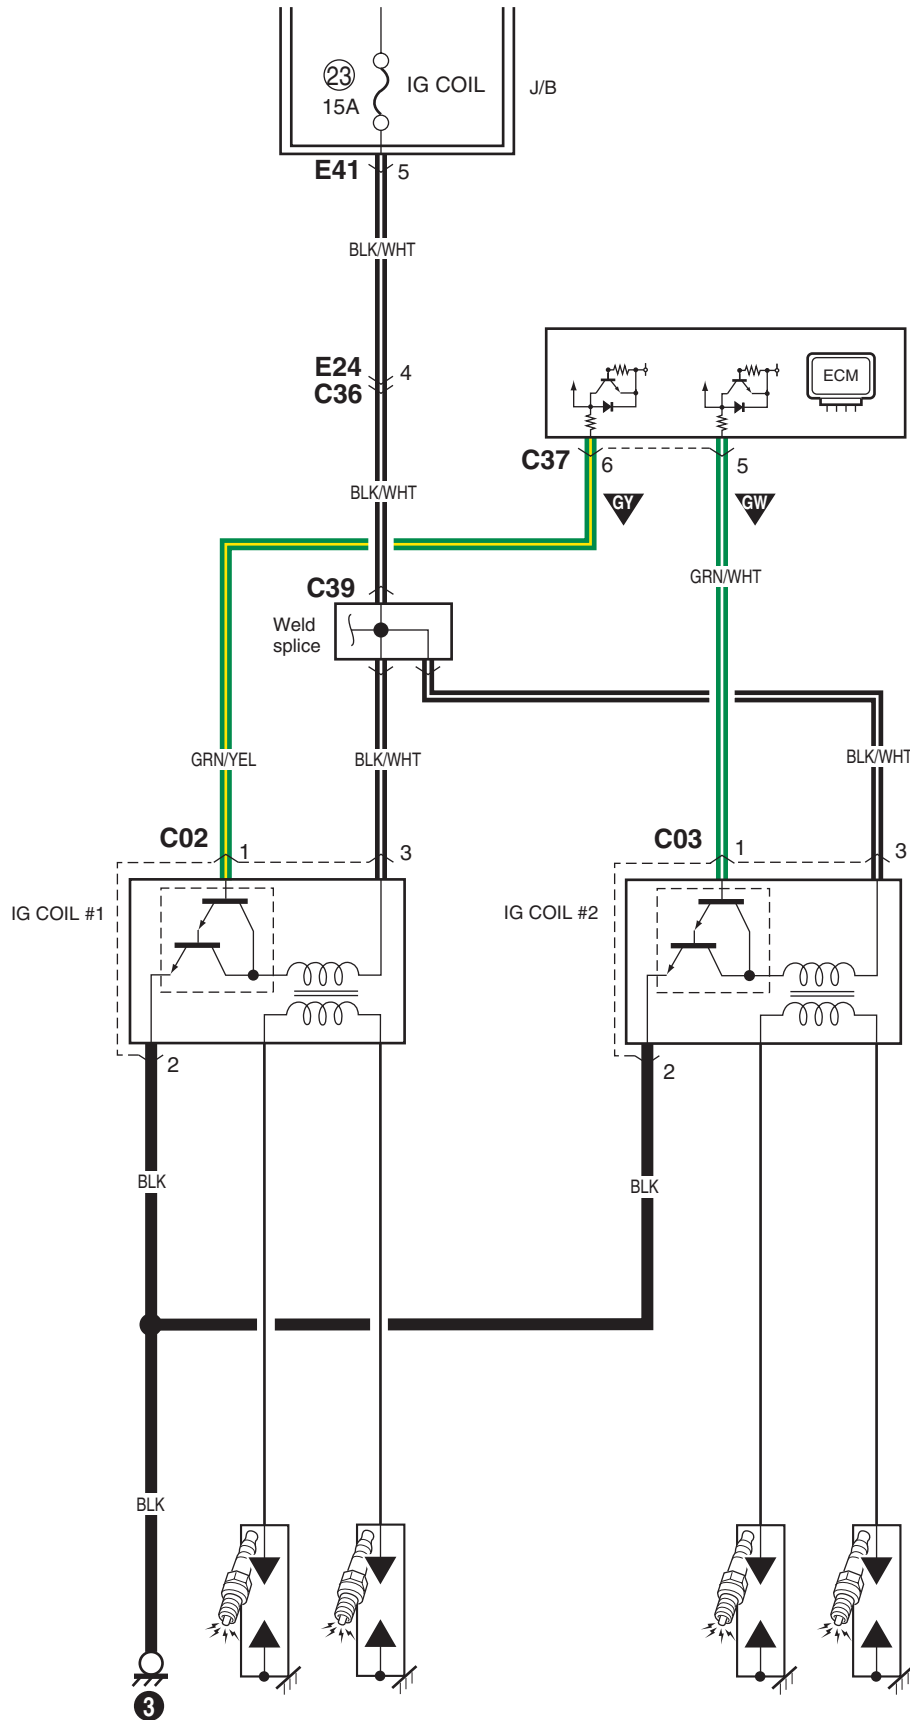 23
15A
IG COIL
J/B
E41
5
BLK/WHT
E24
4
C36
ECM
C37
6
5
BLK/WHT
GY
GW
GRN/WHT
C39
Weld
splice
GRN/YEL
BLK/WHT
BLK/WHT
C02
1
3
C03
1
3
IG COIL #1
IG COIL #2
2
2
BLK
BLK
BLK
3